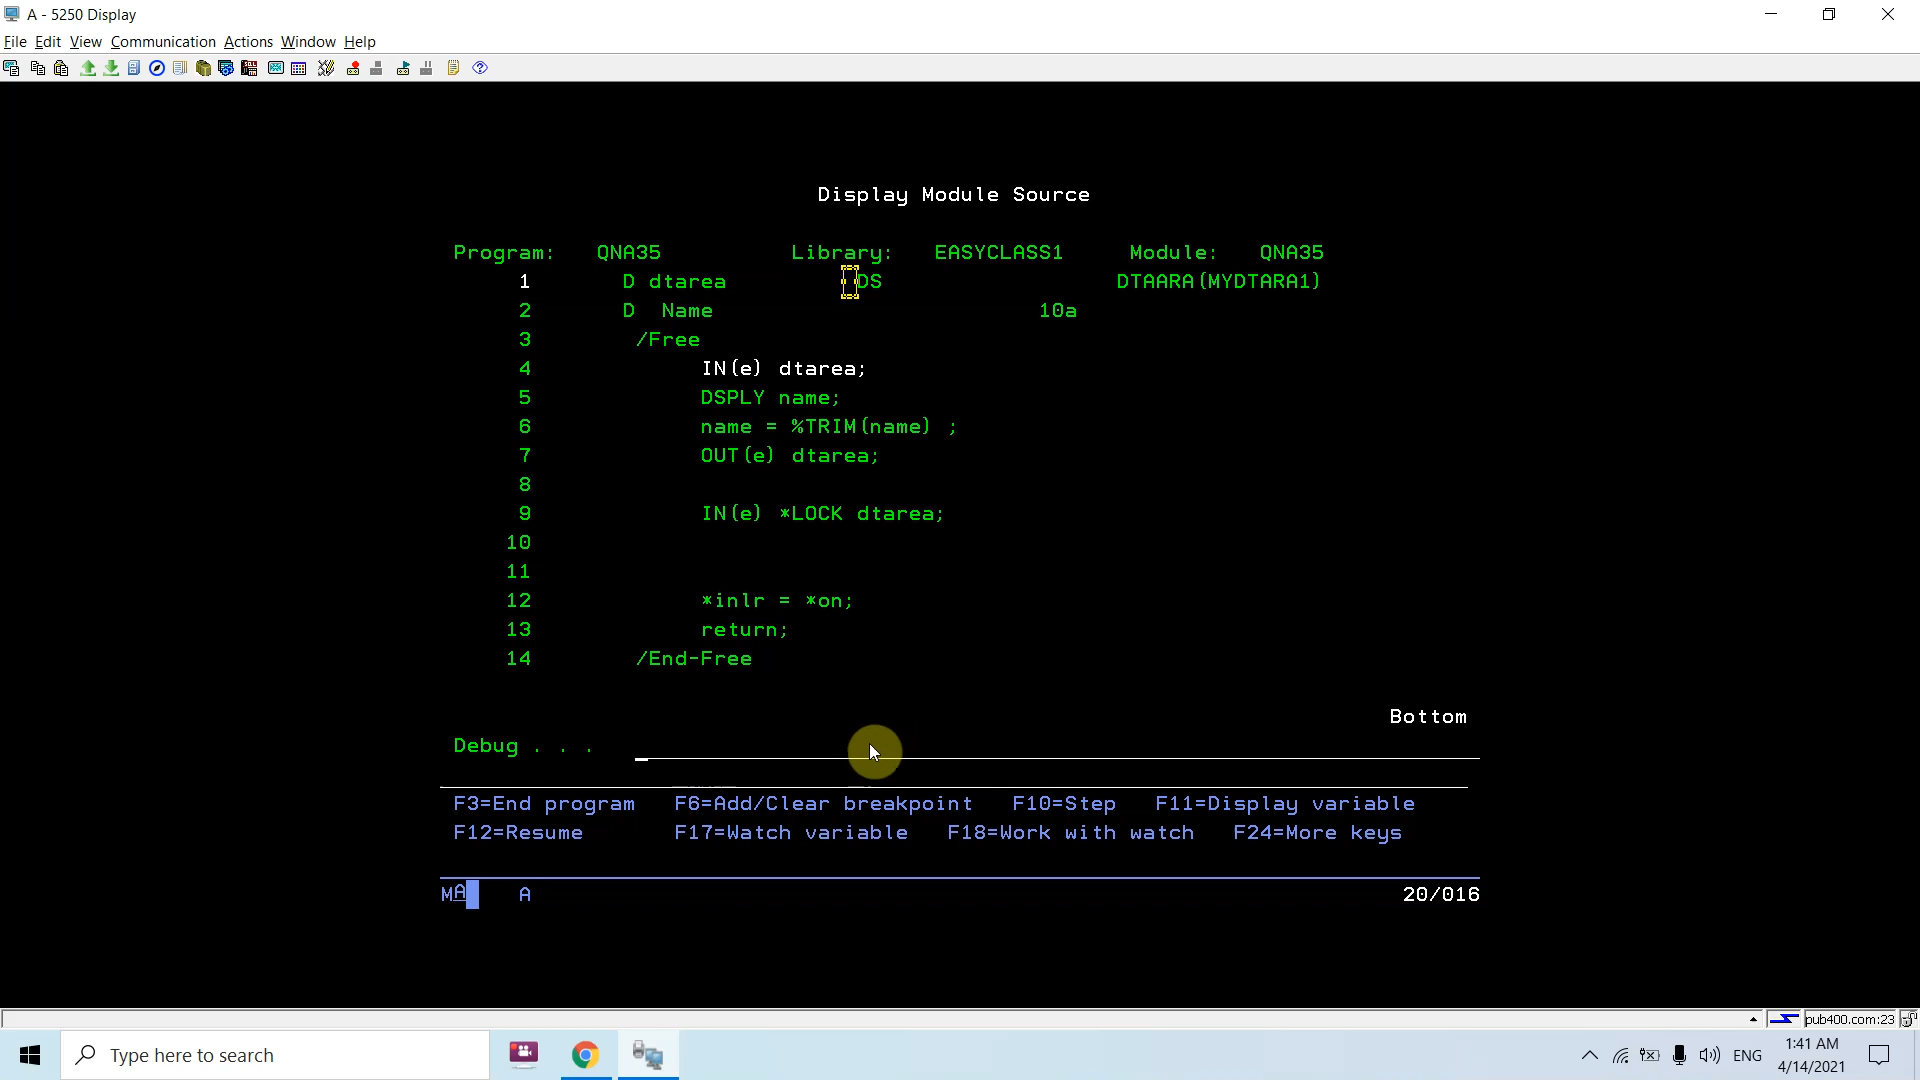 A - 5250 Display
File Edit View Communication Actions Window Help
Display Module Source
Program: QNA35 Library: EASYCLASS1 Module: QNA35
1 D dtarea DS DTAARA(MYDTARA1)
2 D Name 10a
3 /Free
4 IN(e) dtarea;
5 DSPLY name;
6 name = %TRIM(name) ;
7 OUT(e) dtarea;
8
9 IN(e) *LOCK dtarea;
10
11
12 *inlr = *on;
13 return;
14 /End-Free
Bottom
Debug . . .
F3=End program F6=Add/Clear breakpoint F10=Step F11=Display variable
F12=Resume F17=Watch variable F18=Work with watch F24=More keys
MA A 20/016
pub400.com:23
Type here to search
ENG
1:41 AM
4/14/2021